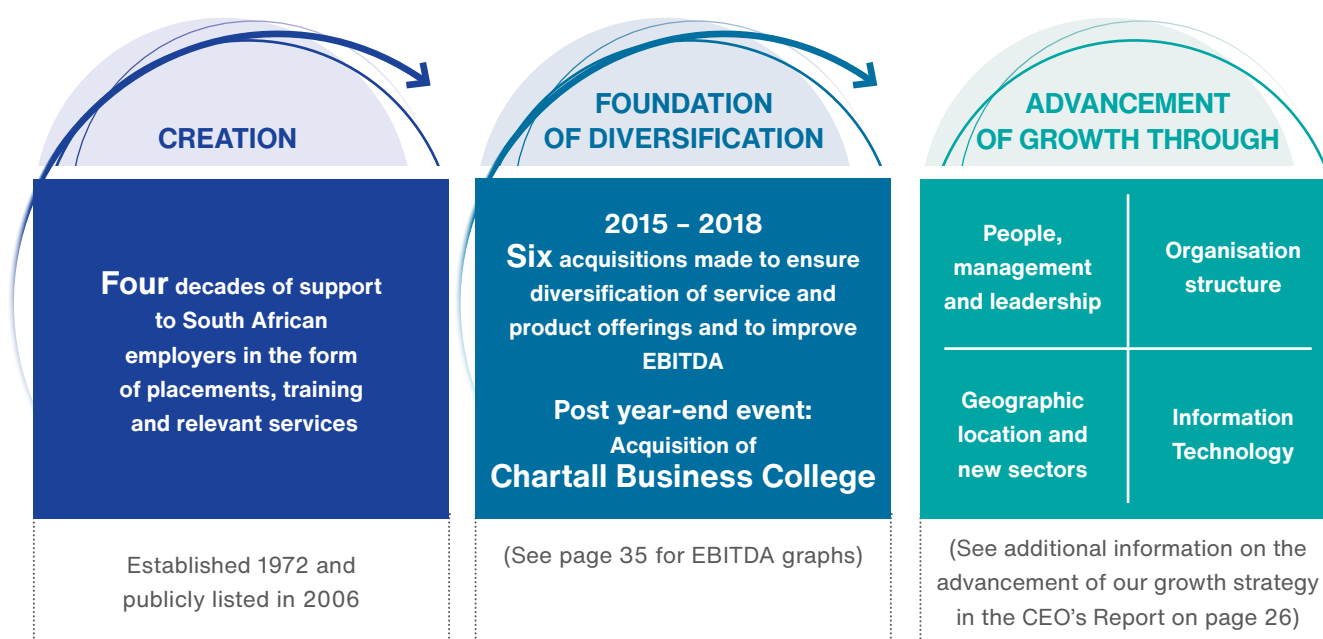 CREATION
Four decades of support
to South African
employers in the form
of placements, training
and relevant services
Established 1972 and
publicly listed in 2006
FOUNDATION
OF DIVERSIFICATION
2015 – 2018
Six acquisitions made to ensure
diversification of service and
product offerings and to improve
EBITDA
Post year-end event:
Acquisition of
Chartall Business College
(See page 35 for EBITDA graphs)
ADVANCEMENT
OF GROWTH THROUGH
People,
management
and leadership
Organisation
structure
Geographic
location and
new sectors
Information
Technology
(See additional information on the
advancement of our growth strategy
in the CEO’s Report on page 26)